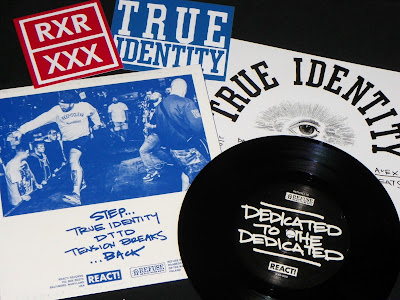 RXR
XXX
TRUE
IDENTITY
TRUE IDENTITY
STEP...
TRUE IDENTITY
DTTD
TENSION BREAKS
...BACK
REACT!
DEDICATED
TO THE
DEDICATED
REACT!